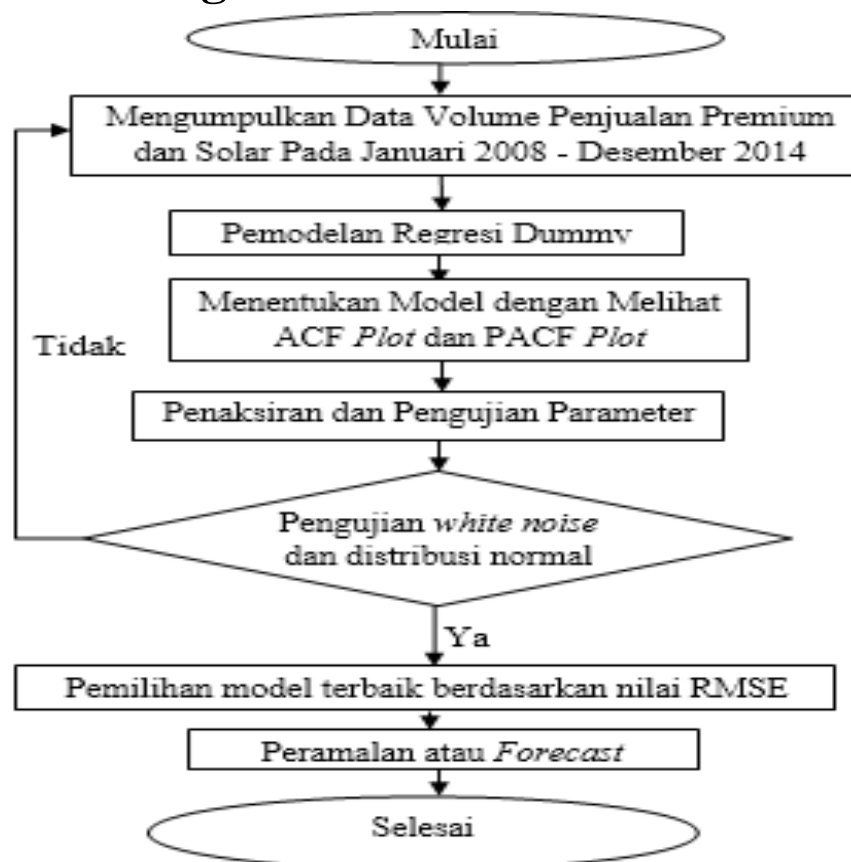 Mulai
Mengumpulkan Data Volume Penjualan Premium
dan Solar Pada Januari 2008 - Desember 2014
Pemodelan Regresi Dummy
Menentukan Model dengan Melihat
ACF Plot dan PACF Plot
Tidak
Penaksiran dan Pengujian Parameter
Pengujian white noise
dan distribusi normal
Ya
Pemilihan model terbaik berdasarkan nilai RMSE
Peramalan atau Forecast
Selesai